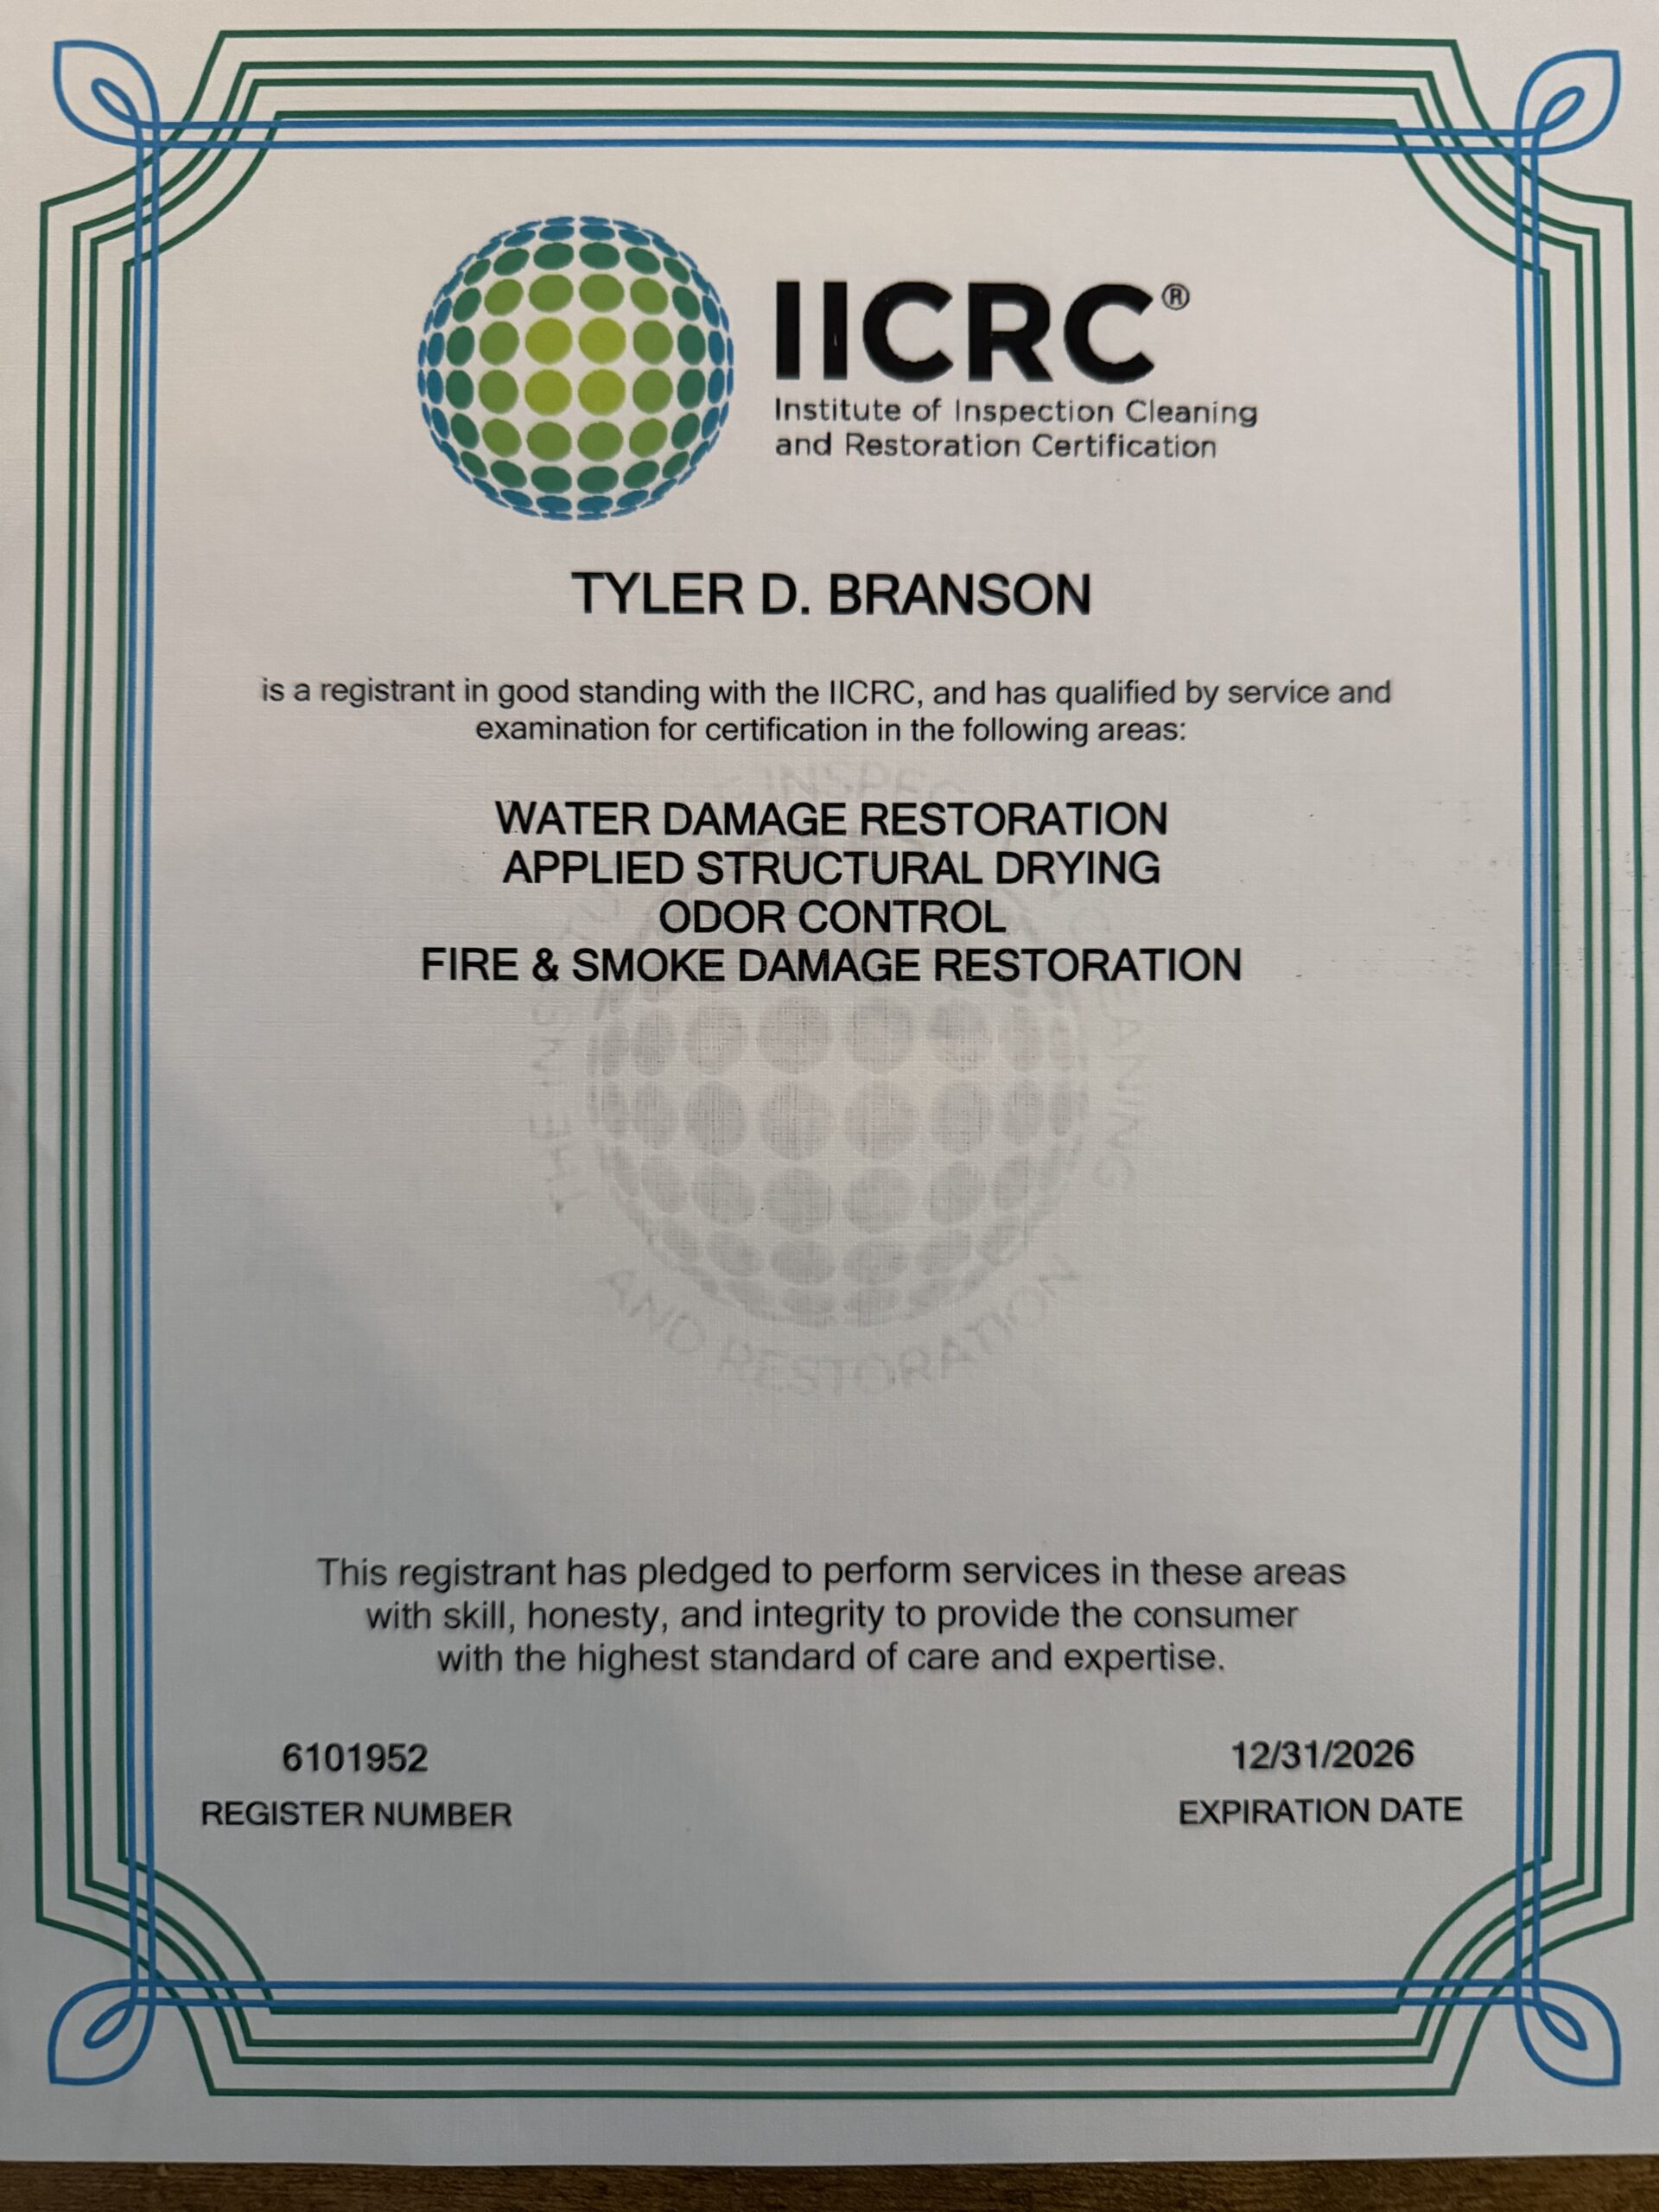 IICRC®
Institute of Inspection Cleaning
and Restoration Certification
TYLER D. BRANSON
is a registrant in good standing with the IICRC, and has qualified by service and
examination for certification in the following areas:
WATER DAMAGE RESTORATION
APPLIED STRUCTURAL DRYING
ODOR CONTROL
FIRE & SMOKE DAMAGE RESTORATION
AND RESTORATION
This registrant has pledged to perform services in these areas
with skill, honesty, and integrity to provide the consumer
with the highest standard of care and expertise.
6101952
REGISTER NUMBER
12/31/2026
EXPIRATION DATE